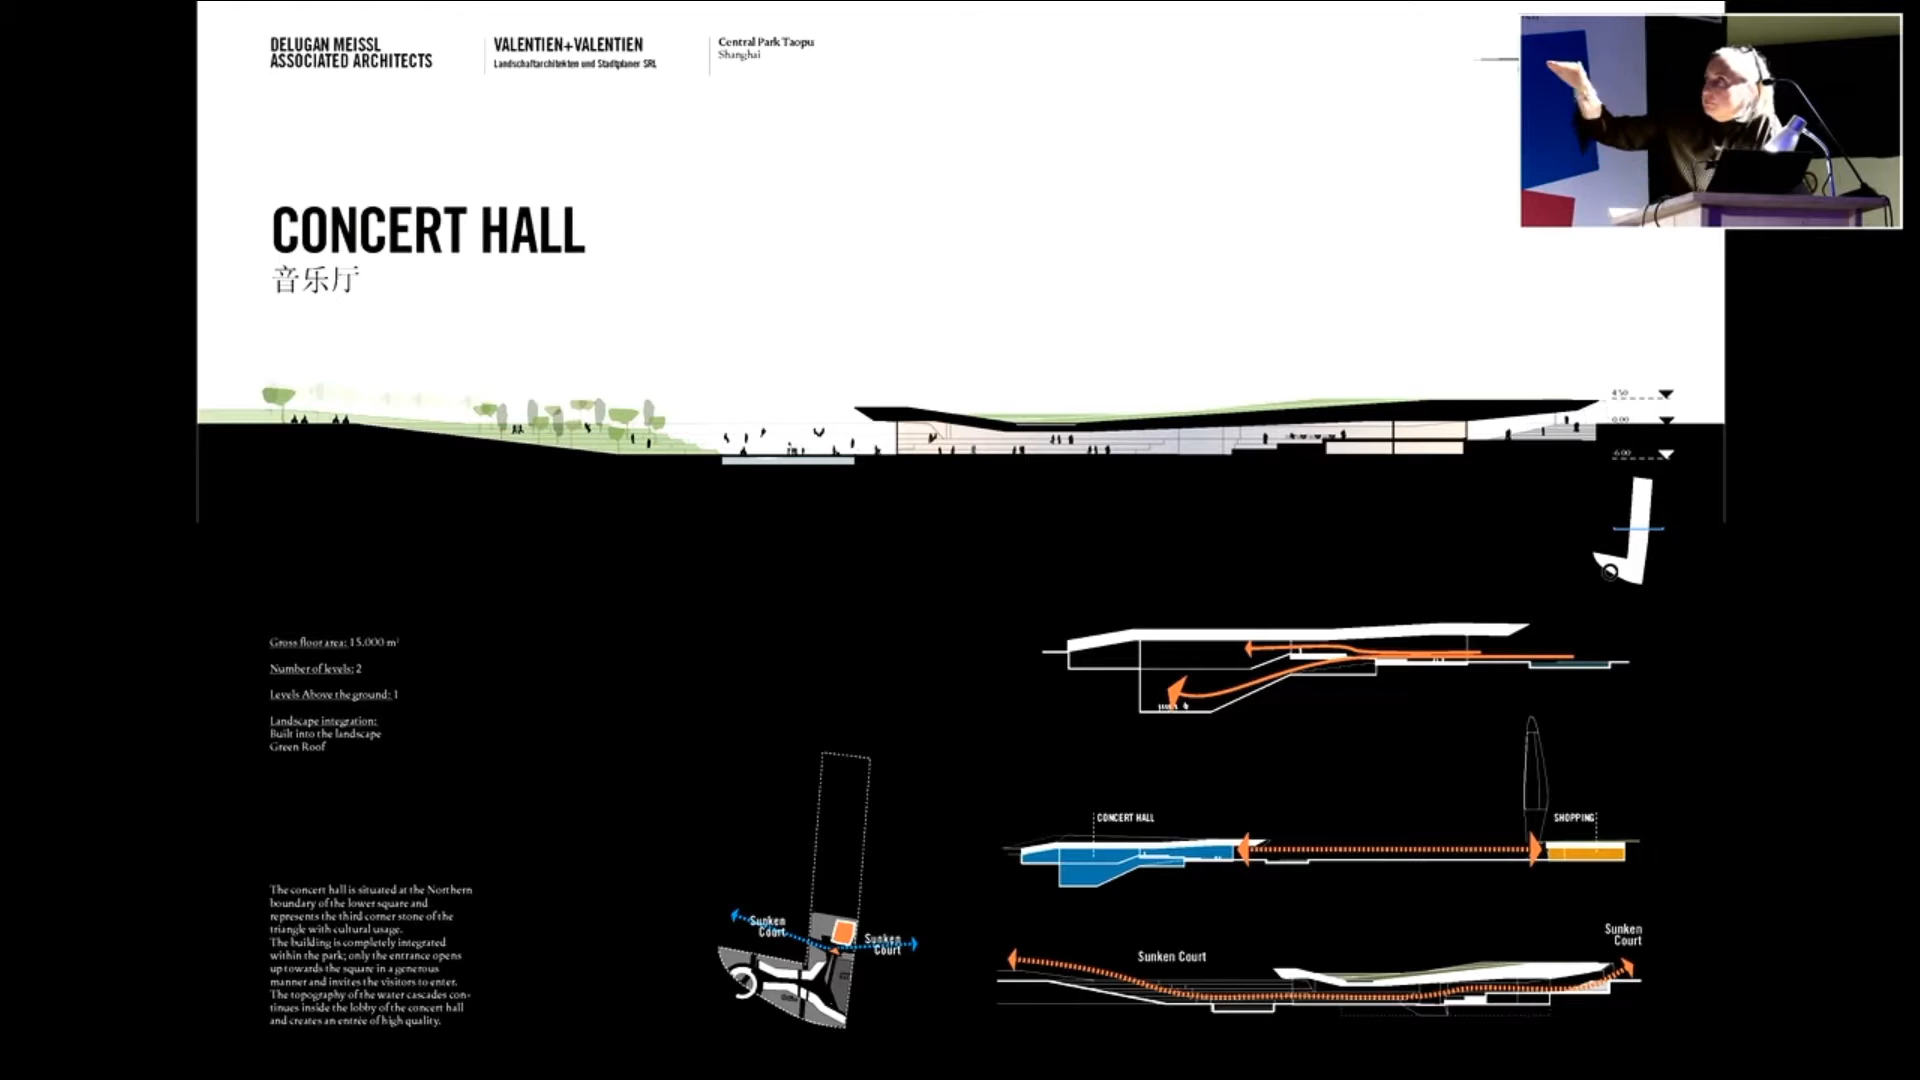 DELUGAN MEISSL
ASSOCIATED ARCHITECTS
VALENTIEN+VALENTIEN
Landschaftarchitekten und Stadtplaner SRL
Central Park Taopu
Shanghai
CONCERT HALL
音乐厅
4.50
0.00
-6.00
Gross floor area: 15.000 m²
Number of levels: 2
Levels Above the ground: 1
Landscape integration:
Built into the landscape
Green Roof
CONCERT HALL
SHOPPING
The concert hall is situated at the Northern
boundary of the lower square and
represents the third corner stone of the
triangle with cultural usage.
The building is completely integrated
within the park; only the entrance opens
up towards the square in a generous
manner and invites the visitors to enter.
The topography of the water cascades con-
tinues inside the lobby of the concert hall
and creates an entrée of high quality.
Sunken
Court
Sunken
Court
Sunken Court
Sunken
Court